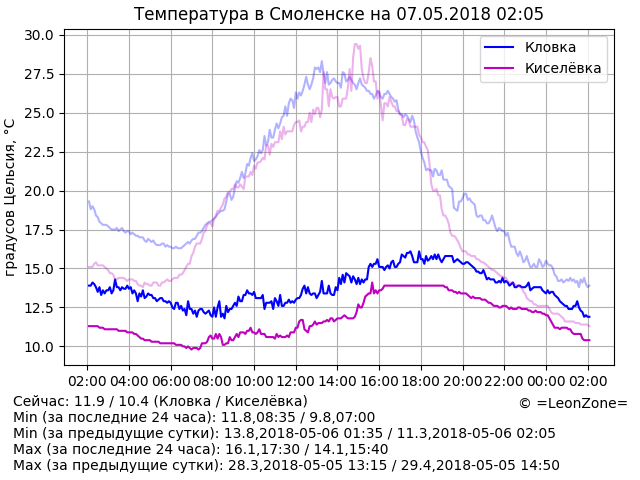 Температура в Смоленске на 07.05.2018 02:05
30.0
27.5
25.0
22.5
20.0
17.5
15.0
12.5
10.0
градусов Цельсия, °C
Кловка
Киселёвка
02:00 04:00 06:00 08:00 10:00 12:00 14:00 16:00 18:00 20:00 22:00 00:00 02:00
Сейчас: 11.9 / 10.4 (Кловка / Киселёвка)
© =LeonZone=
Min (за последние 24 часа): 11.8,08:35 / 9.8,07:00
Min (за предыдущие сутки): 13.8,2018-05-06 01:35 / 11.3,2018-05-06 02:05
Max (за последние 24 часа): 16.1,17:30 / 14.1,15:40
Max (за предыдущие сутки): 28.3,2018-05-05 13:15 / 29.4,2018-05-05 14:50